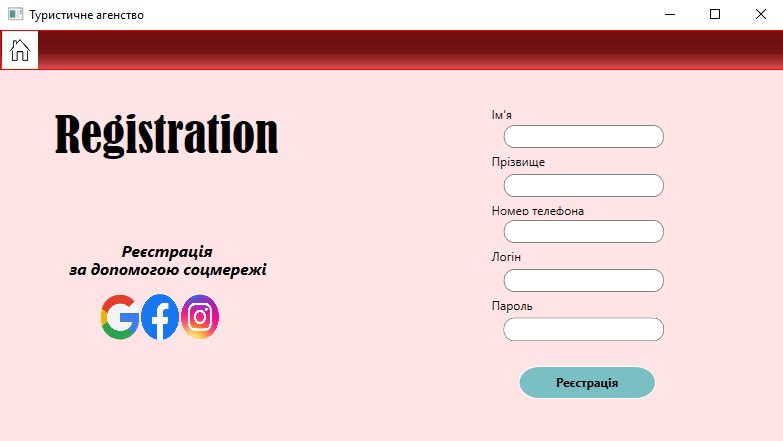 Туристичне агенство
Registration
Реєстрація
за допомогою соцмережі
Ім'я
Прізвище
Номер телефона
Логін
Пароль
Реєстрація